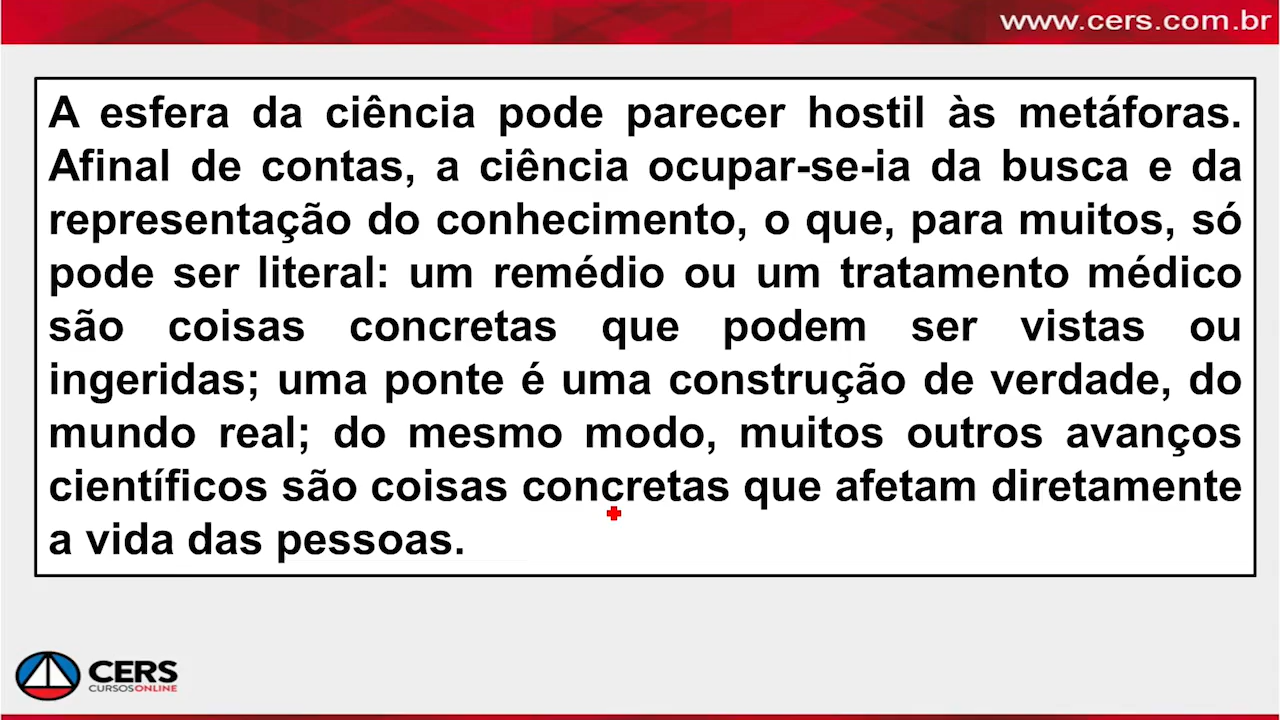 www.cers.com.br
A esfera da ciência pode parecer hostil às metáforas.
Afinal de contas, a ciência ocupar-se-ia da busca e da
representação do conhecimento, o que, para muitos, só
pode ser literal: um remédio ou um tratamento médico
são coisas concretas que podem ser vistas ou
ingeridas; uma ponte é uma construção de verdade, do
mundo real; do mesmo modo, muitos outros avanços
científicos são coisas concretas que afetam diretamente
a vida das pessoas.
CERS
CURSOSONLINE